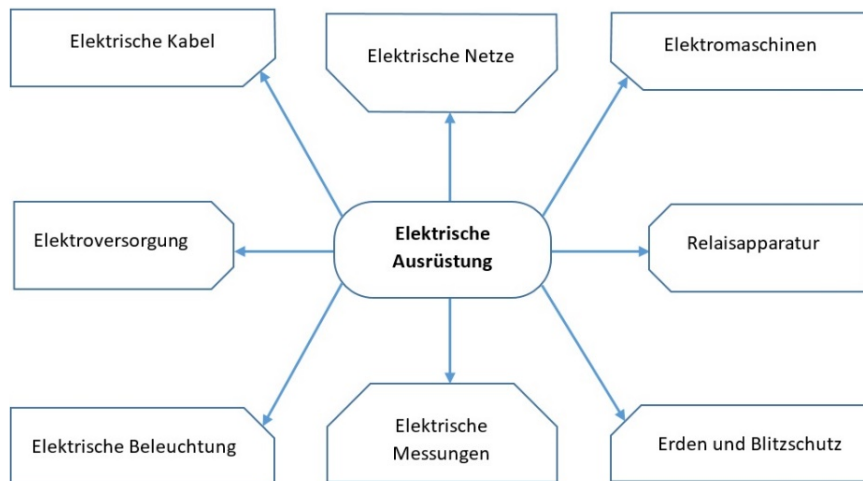 Elektrische Kabel
Elektrische Netze
Elektromaschinen
Elektroversorgung
Elektrische
Ausrüstung
Relaisapparatur
Elektrische Beleuchtung
Elektrische
Messungen
Erden und Blitzschutz